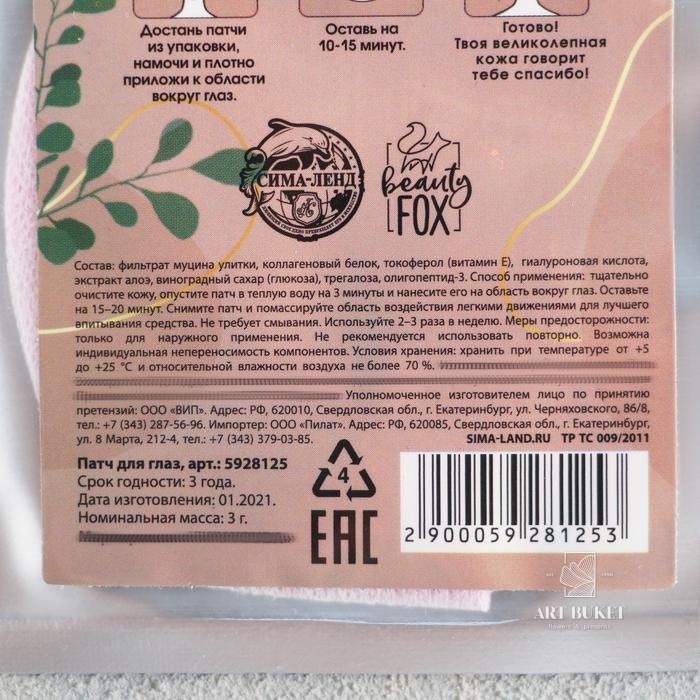 Достань патчи
из упаковки,
намочи и плотно
приложи к области
вокруг глаз.
Оставь на
10-15 минут.
Готово!
Твоя великолепная
кожа говорит
тебе спасибо!
СИМА-ЛЕНД
beauty
FOX
Состав: фильтрат муцина улитки, коллагеновый белок, токоферол (витамин Е), гиалуроновая кислота,
экстракт алоэ, виноградный сахар (глюкоза), трегалоза, олигопептид-3. Способ применения: тщательно
очистите кожу, опустите патч в теплую воду на 3 минуты и нанесите его на область вокруг глаз. Оставьте
на 15–20 минут. Снимите патч и помассируйте область воздействия легкими движениями для лучшего
впитывания средства. Не требует смывания. Используйте 2–3 раза в неделю. Меры предосторожности:
только для наружного применения. Не рекомендуется использовать повторно. Возможна
индивидуальная непереносимость компонентов. Условия хранения: хранить при температуре от +5
до +25 °С и относительной влажности воздуха не более 70 %.
Уполномоченное изготовителем лицо по принятию
претензий: ООО «ВИП». Адрес: РФ, 620010, Свердловская обл., г. Екатеринбург, ул. Черняховского, 86/8,
тел.: +7 (343) 287-56-96. Импортер: ООО «Пилат». Адрес: РФ, 620085, Свердловская обл., г. Екатеринбург,
ул. 8 Марта, 212-4, тел.: +7 (343) 379-03-85. SIMA-LAND.RU ТР ТС 009/2011
Патч для глаз, арт.: 5928125
Срок годности: 3 года.
Дата изготовления: 01.2021.
Номинальная масса: 3 г.
4
EAC
2 900059 281253
ART BUKET
flowers & presents